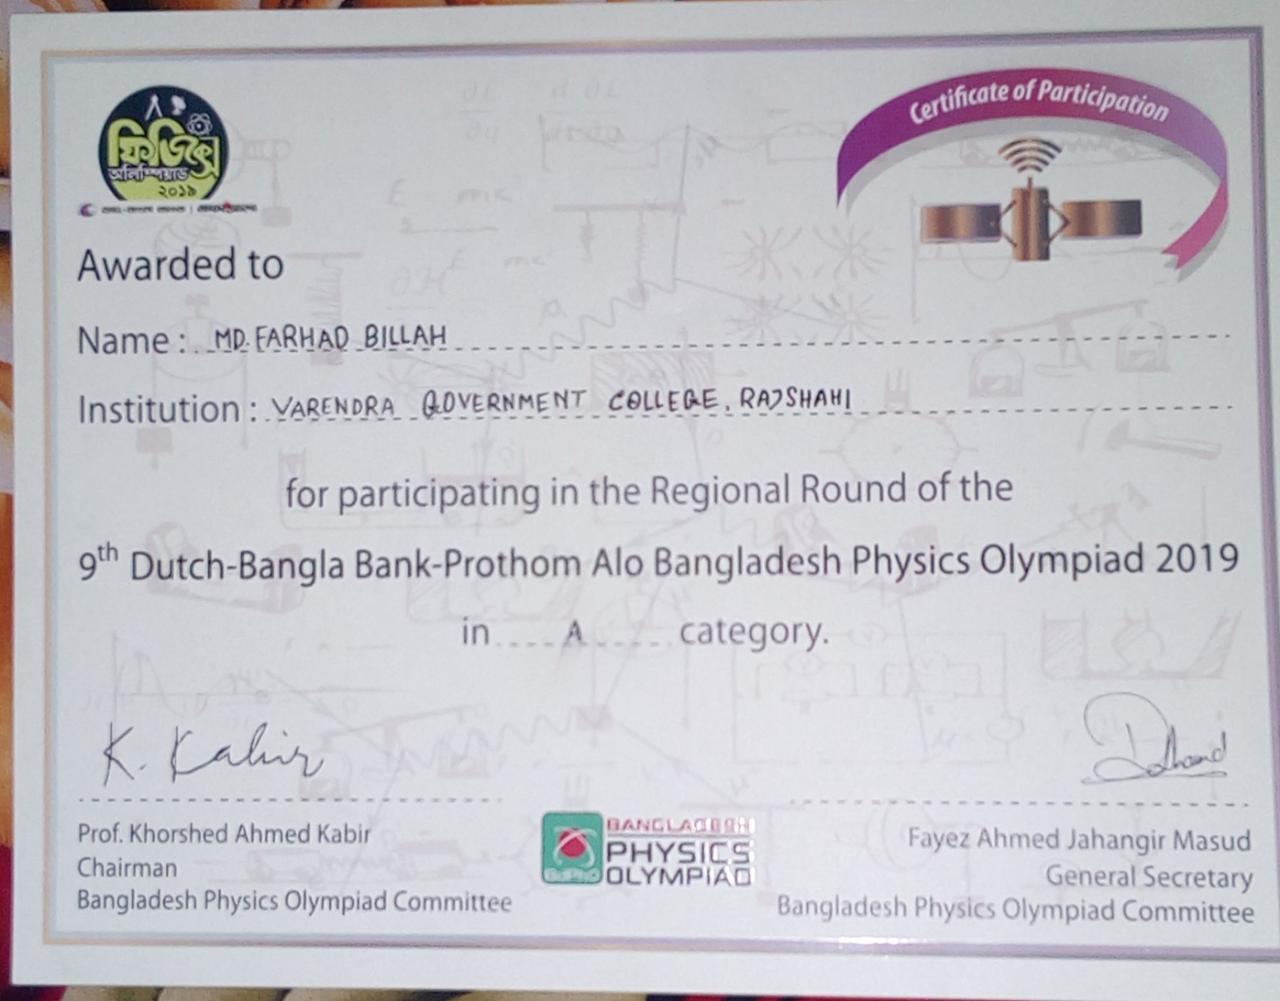 ফিজিক্স
অলিম্পিয়াড
২০১৯
Certificate of Participation
Awarded to
Name : MD. FARHAD BILLAH
Institution : VARENDRA GOVERNMENT COLLEGE, RAJSHAHI
for participating in the Regional Round of the
9th Dutch-Bangla Bank-Prothom Alo Bangladesh Physics Olympiad 2019
in A category.
K. Kabir
Prof. Khorshed Ahmed Kabir
Chairman
Bangladesh Physics Olympiad Committee
BANGLADESH
PHYSICS
OLYMPIAD
BdPhO
Fayez Ahmed Jahangir Masud
General Secretary
Bangladesh Physics Olympiad Committee